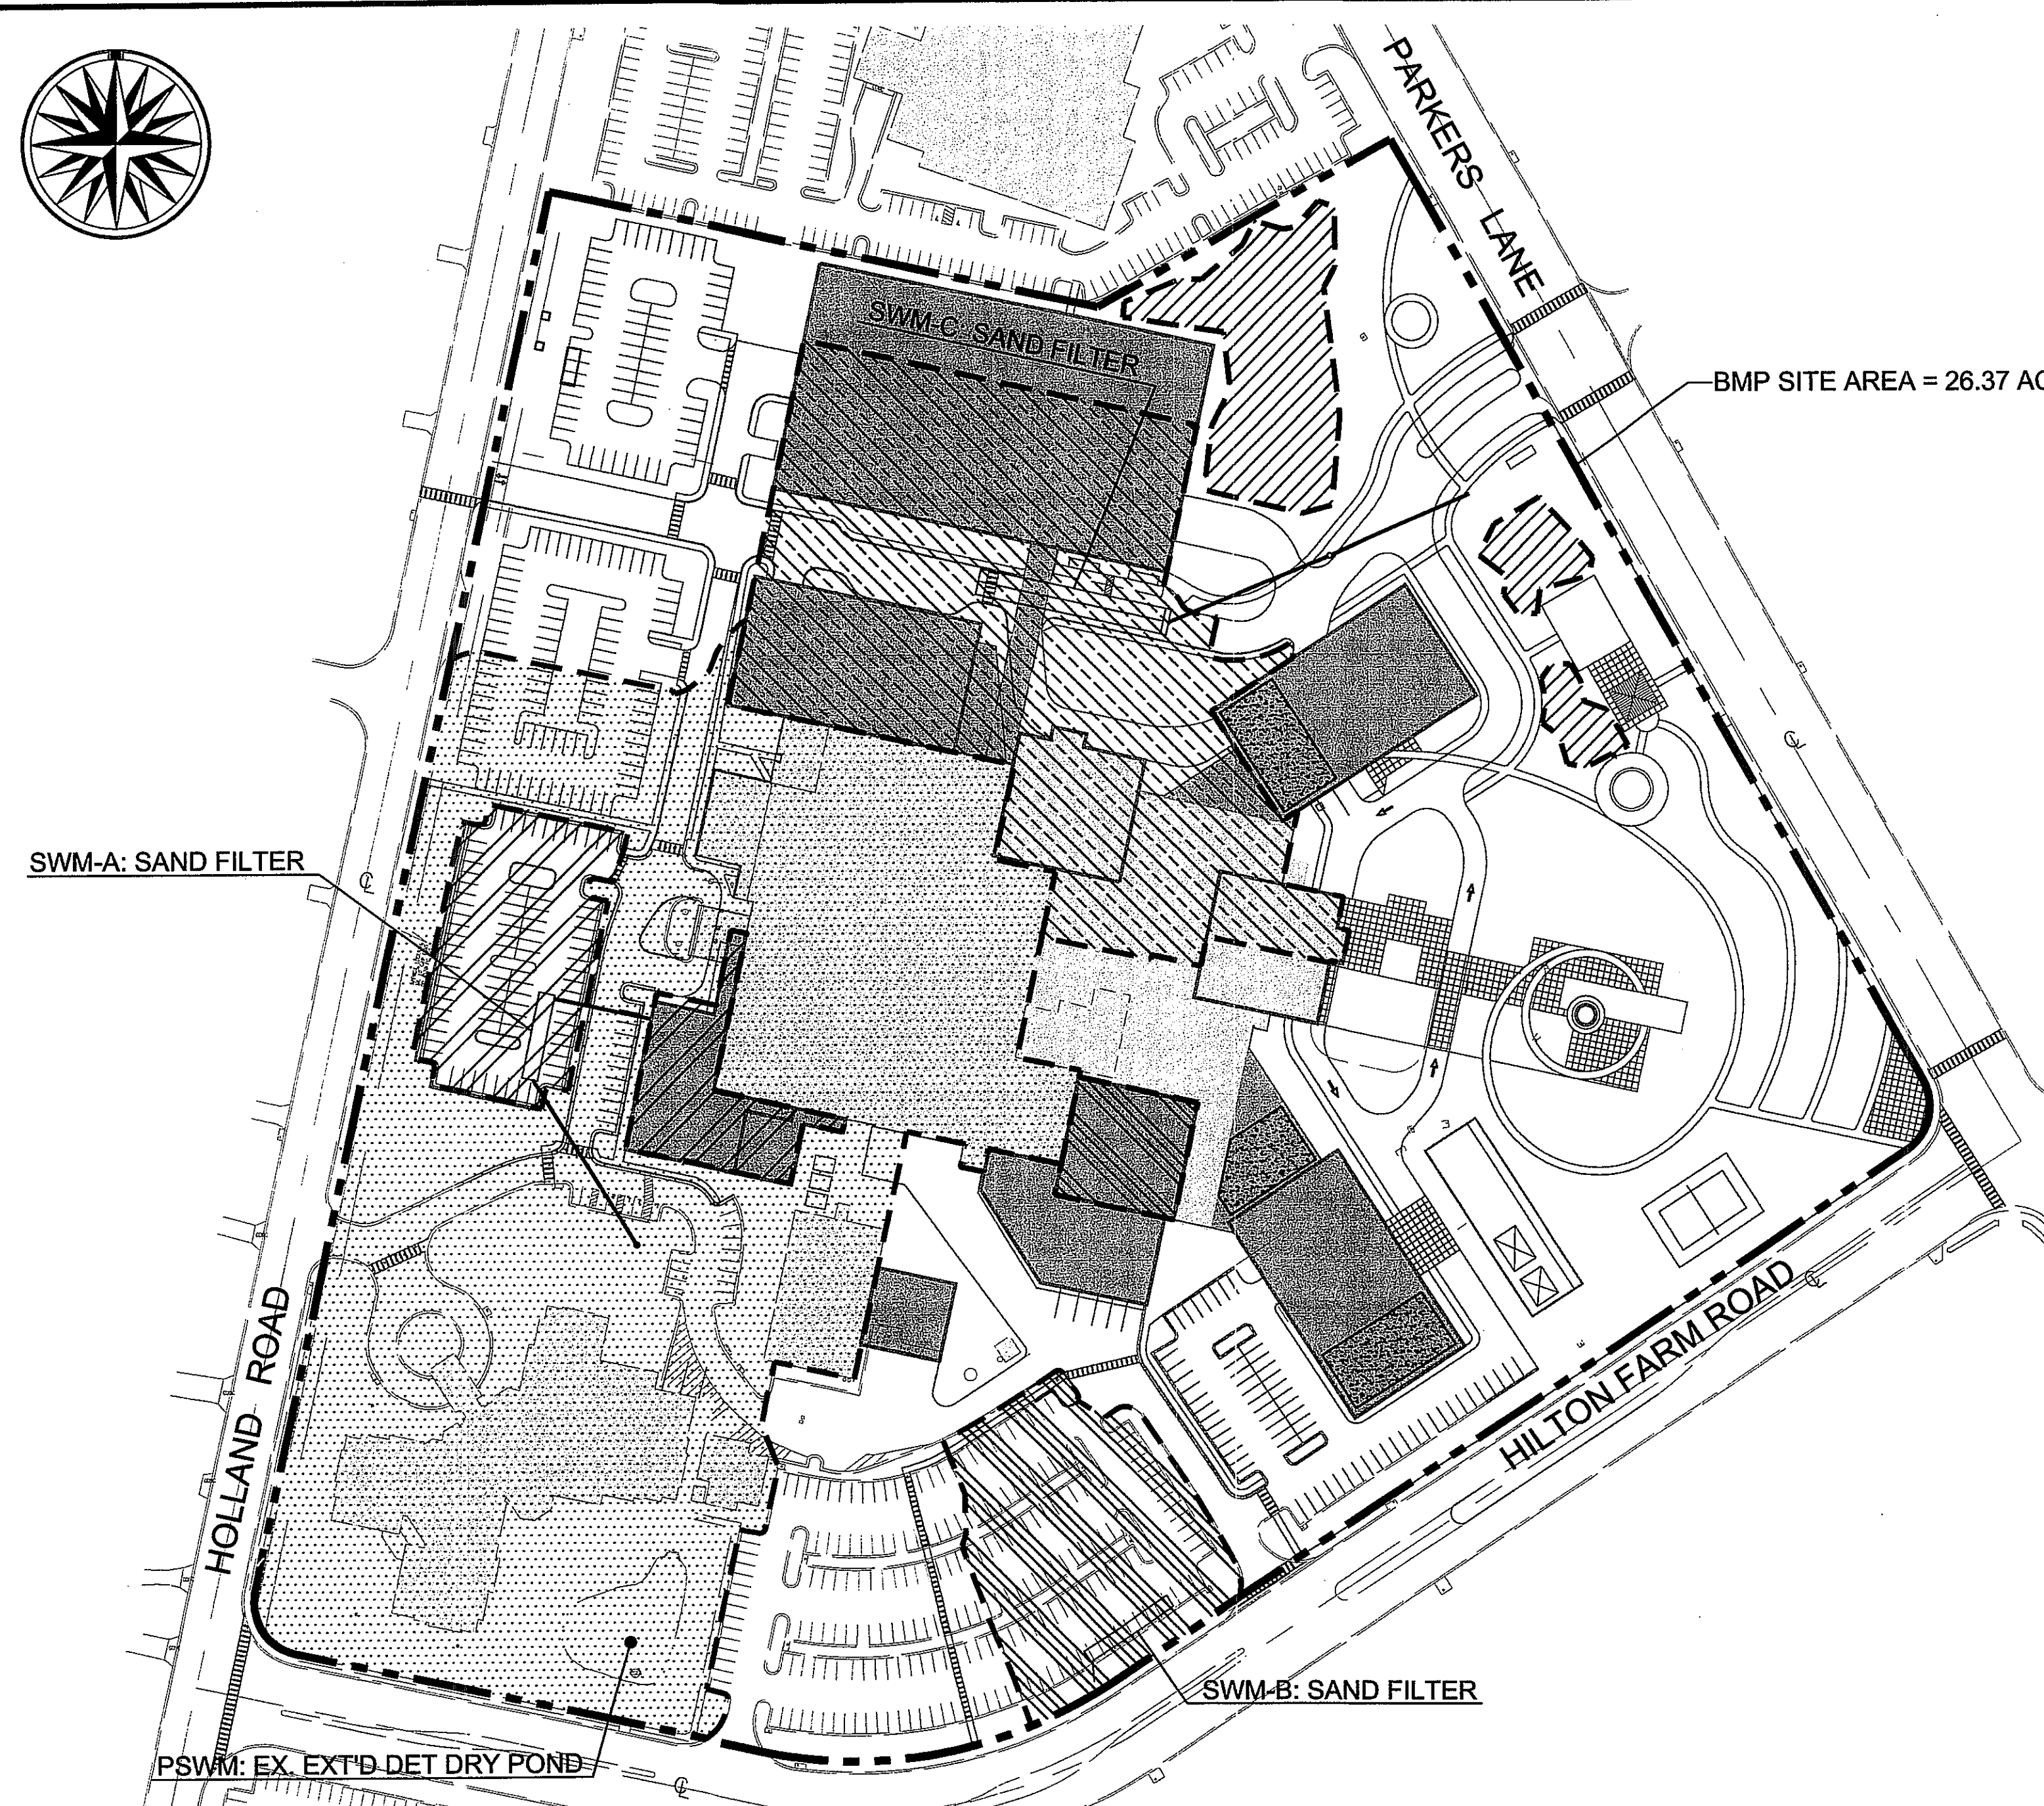 PARKERS LANE
SWM-C: SAND FILTER
BMP SITE AREA = 26.37 AC
SWM-A: SAND FILTER
HOLLAND ROAD
HILTON FARM ROAD
SWM-B: SAND FILTER
PSWM: EX. EXT'D DET DRY POND